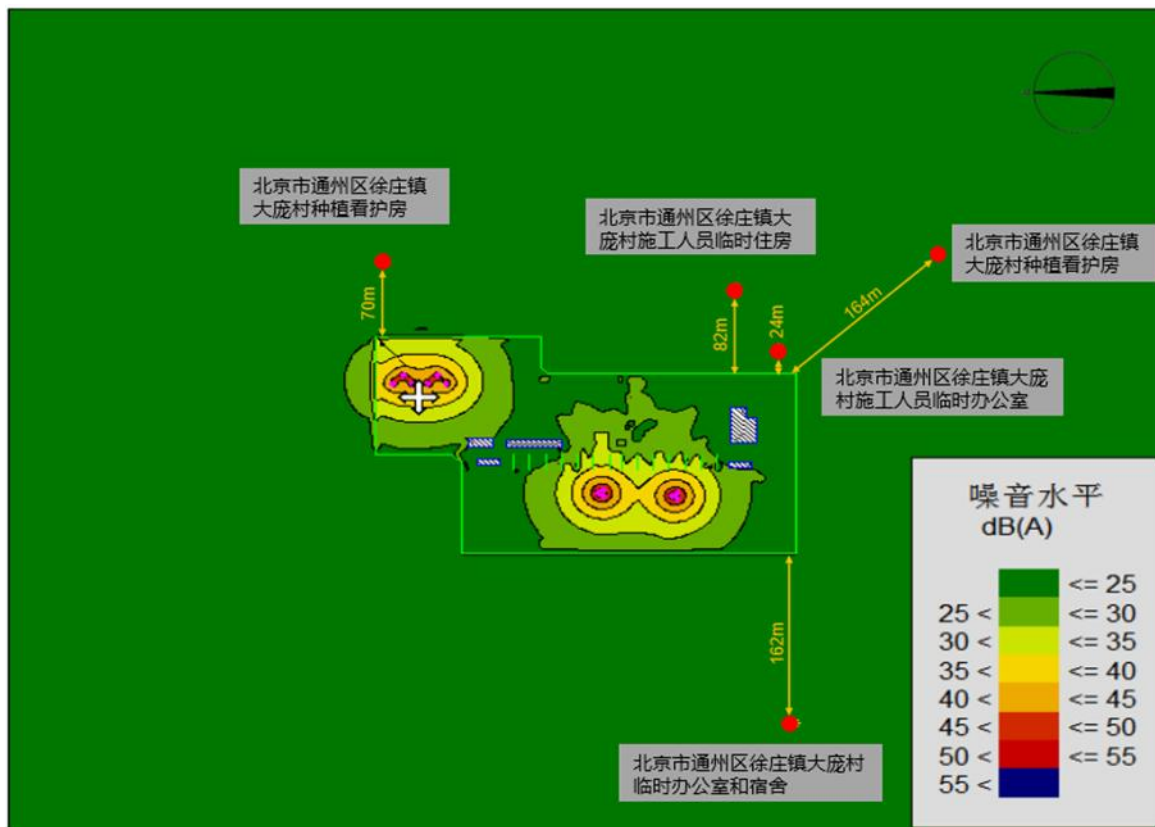 北京市通州区徐庄镇
大庞村种植看护房
北京市通州区徐庄镇大
庞村施工人员临时住房
北京市通州区徐庄镇
大庞村种植看护房
70m
82m
24m
164m
北京市通州区徐庄镇大庞
村施工人员临时办公室
162m
北京市通州区徐庄镇大庞村
临时办公室和宿舍
噪音水平
dB(A)
<= 25
25 < <= 30
30 < <= 35
35 < <= 40
40 < <= 45
45 < <= 50
50 < <= 55
55 <